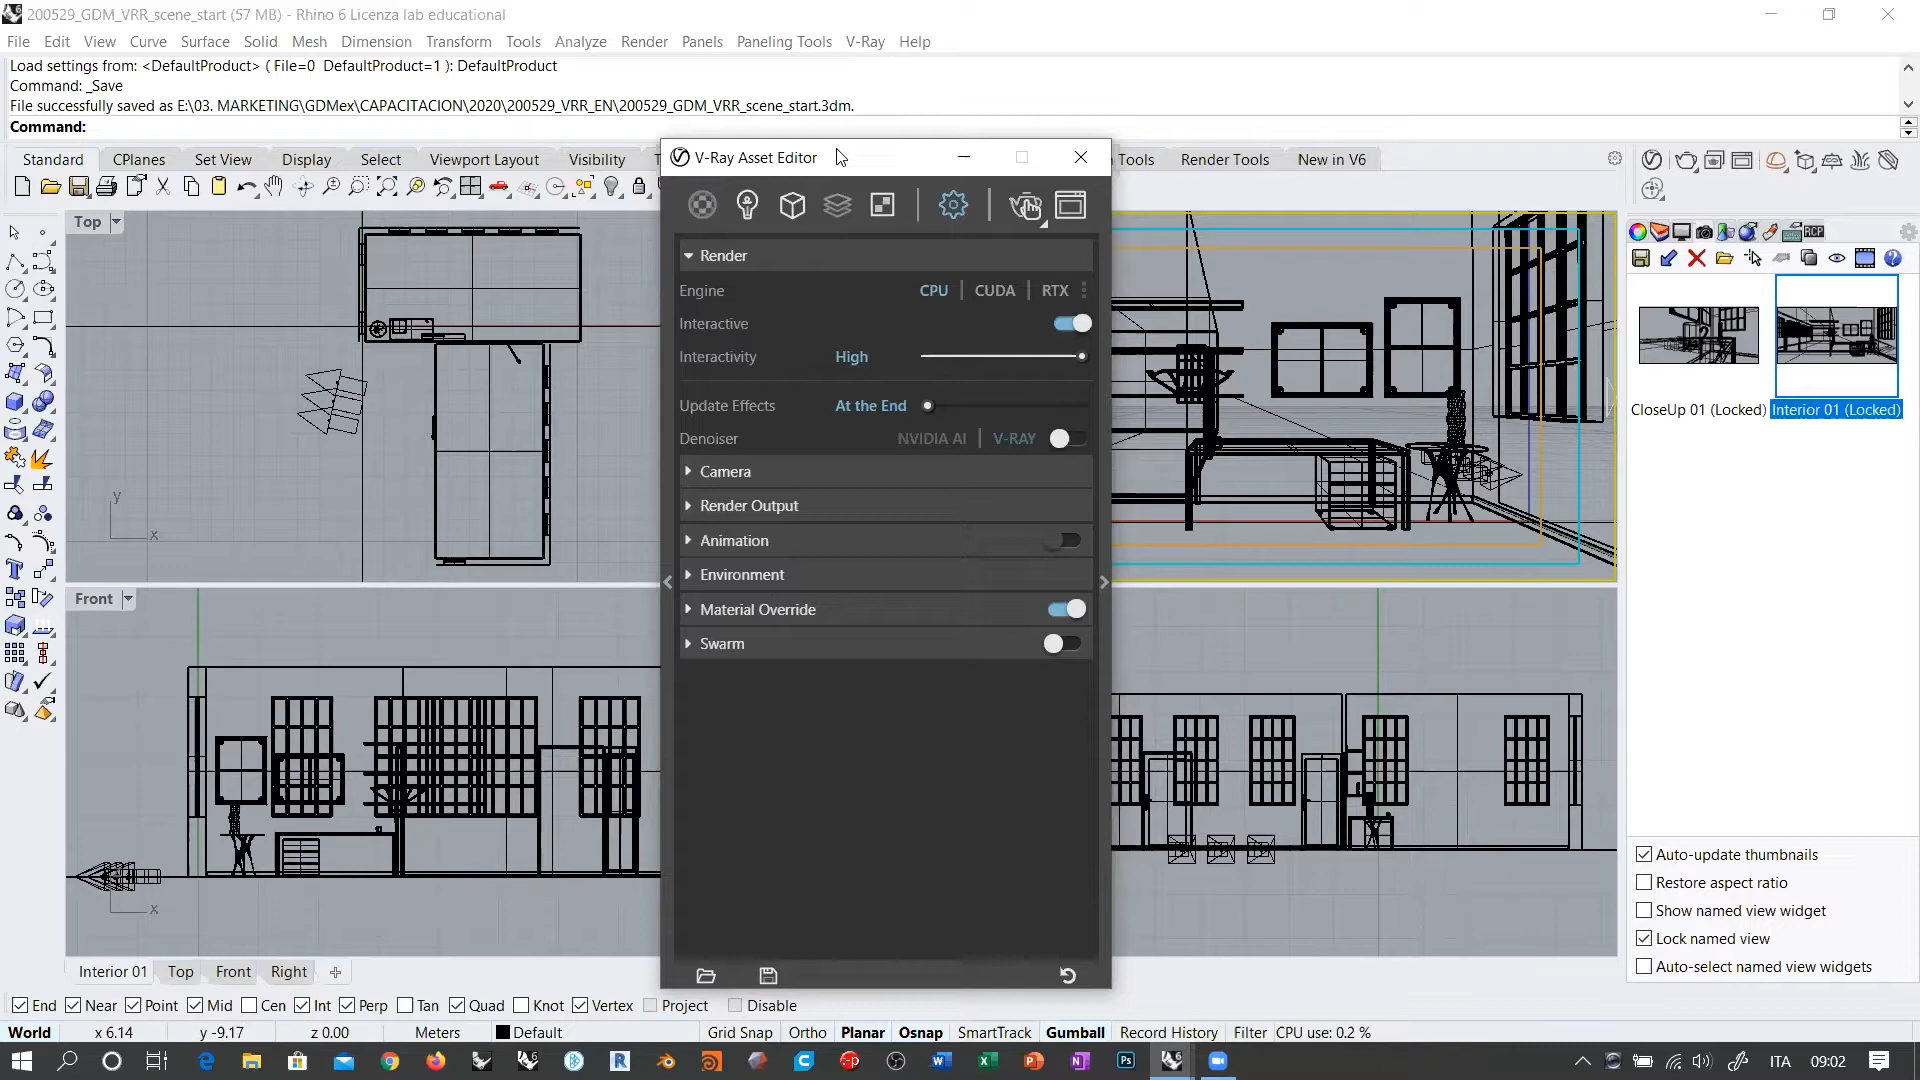 200529_GDM_VRR_scene_start (57 MB) - Rhino 6 Licenza lab educational
File Edit View Curve Surface Solid Mesh Dimension Transform Tools Analyze Render Panels Paneling Tools V-Ray Help
Load settings from: <DefaultProduct> ( File=0 DefaultProduct=1 ): DefaultProduct
Command: _Save
File successfully saved as E:\03. MARKETING\GDMex\CAPACITACION\2020\200529_VRR_EN\200529_GDM_VRR_scene_start.3dm.
Command:
Standard CPlanes Set View Display Select Viewport Layout Visibility Tools Render Tools New in V6
V-Ray Asset Editor
Top
Render
Engine CPU CUDA RTX
Interactive
Interactivity High
Update Effects At the End
Denoiser NVIDIA AI V-RAY
Camera
Render Output
Animation
Environment
Material Override
Swarm
RCP
CloseUp 01 (Locked) Interior 01 (Locked)
y
x
Front
x
Auto-update thumbnails
Restore aspect ratio
Show named view widget
Lock named view
Auto-select named view widgets
Interior 01 Top Front Right
End Near Point Mid Cen Int Perp Tan Quad Knot Vertex Project Disable
World x 6.14 y -9.17 z 0.00 Meters Default Grid Snap Ortho Planar Osnap SmartTrack Gumball Record History Filter CPU use: 0.2 %
ITA 09:02